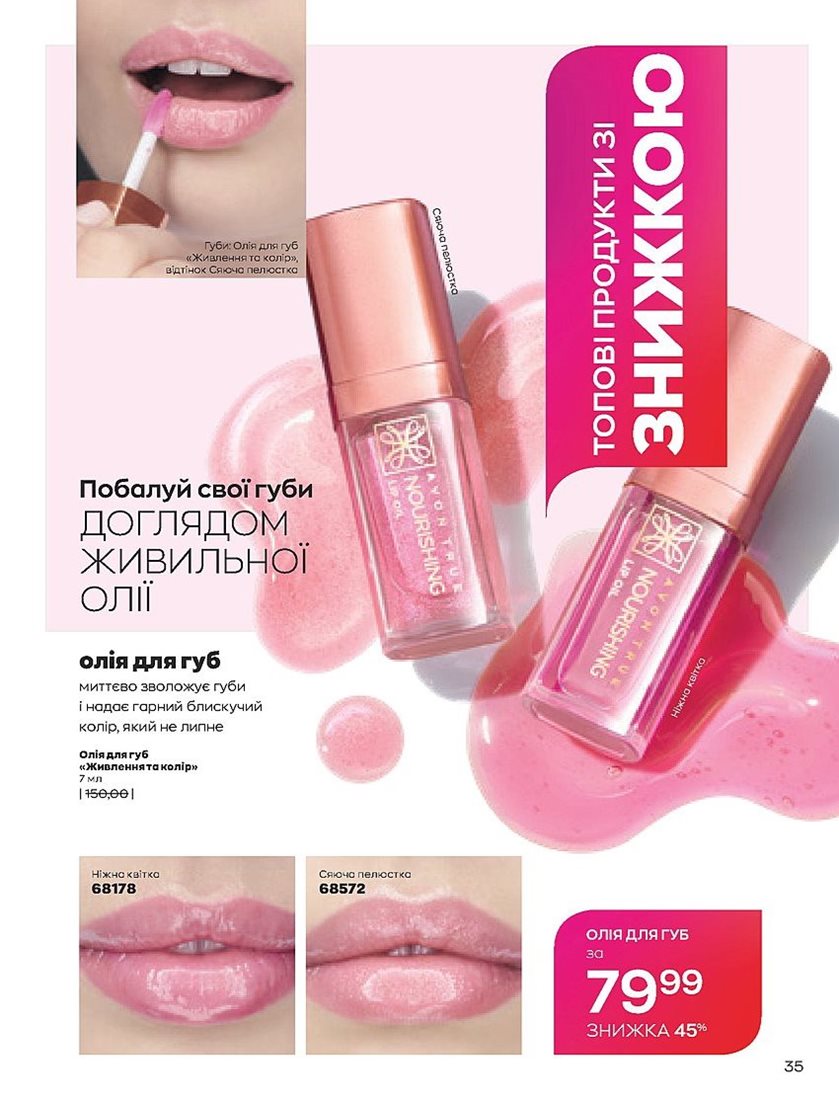 Губи: Олія для губ
«Живлення та колір»,
відтінок Сяюча пелюстка
Сяюча пелюстка
ТОПОВІ ПРОДУКТИ ЗІ
ЗНИЖКОЮ
Побалуй свої губи
ДОГЛЯДОМ
ЖИВИЛЬНОЇ
ОЛІЇ
AVON TRUE
NOURISHING
LIP OIL
AVON TRUE
NOURISHING
LIP OIL
Ніжна квітка
олія для губ
миттєво зволожує губи
і надає гарний блискучий
колір, який не липне
Олія для губ
«Живлення та колір»
7 мл
| 150,00 |
Ніжна квітка
68178
Сяюча пелюстка
68572
ОЛІЯ ДЛЯ ГУБ
за
79⁹⁹
ЗНИЖКА 45%
35